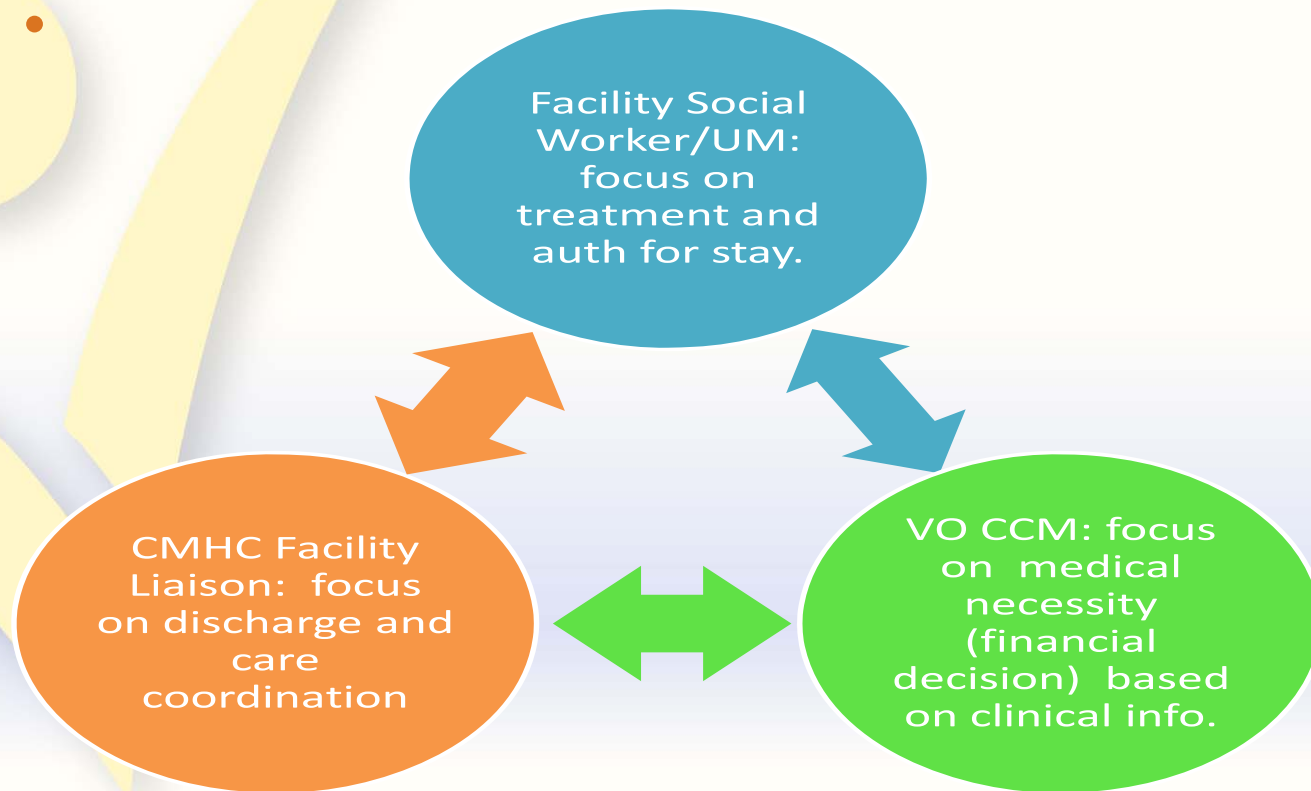 Facility Social
Worker/UM:
focus on
treatment and
auth for stay.
CMHC Facility
Liaison: focus
on discharge and
care
coordination
VO CCM: focus
on medical
necessity
(financial
decision) based
on clinical info.